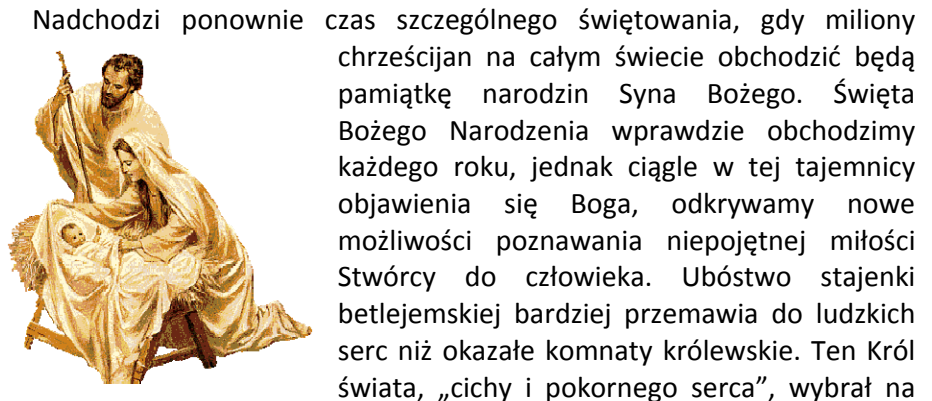 Nadchodzi ponownie czas szczególnego świętowania, gdy miliony
chrześcijan na całym świecie obchodzić będą
pamiątkę narodzin Syna Bożego. Święta
Bożego Narodzenia wprawdzie obchodzimy
każdego roku, jednak ciągle w tej tajemnicy
objawienia się Boga, odkrywamy nowe
możliwości poznawania niepojętnej miłości
Stwórcy do człowieka. Ubóstwo stajenki
betlejemskiej bardziej przemawia do ludzkich
serc niż okazałe komnaty królewskie. Ten Król
świata, „cichy i pokornego serca”, wybrał na